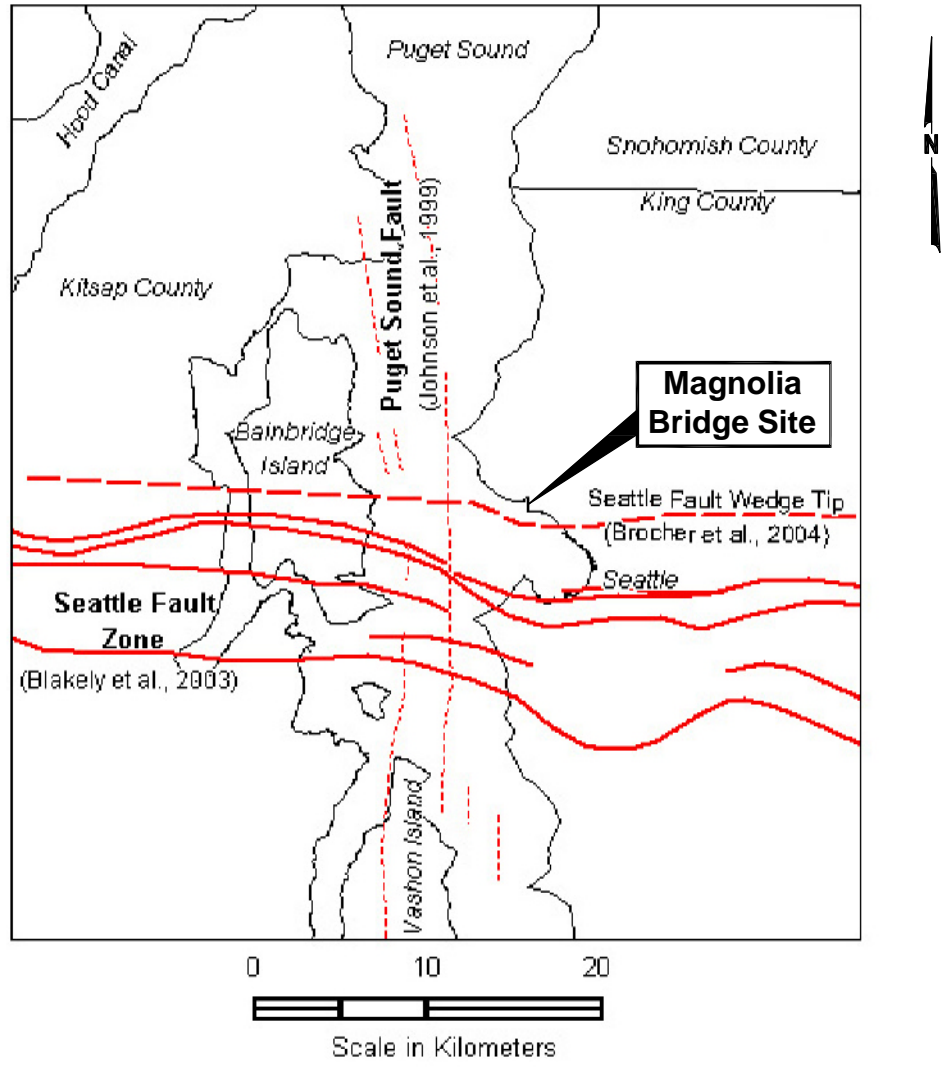 Puget Sound
Hood Canal
Snohomish County
N
King County
Puget Sound Fault
(Johnson et.al., 1999)
Kitsap County
Magnolia
Bridge Site
Bainbridge
Island
Seattle Fault Wedge Tip
(Brocher et al., 2004)
Seattle
Seattle Fault
Zone
(Blakely et al., 2003)
Vashon Island
0 10 20
Scale in Kilometers